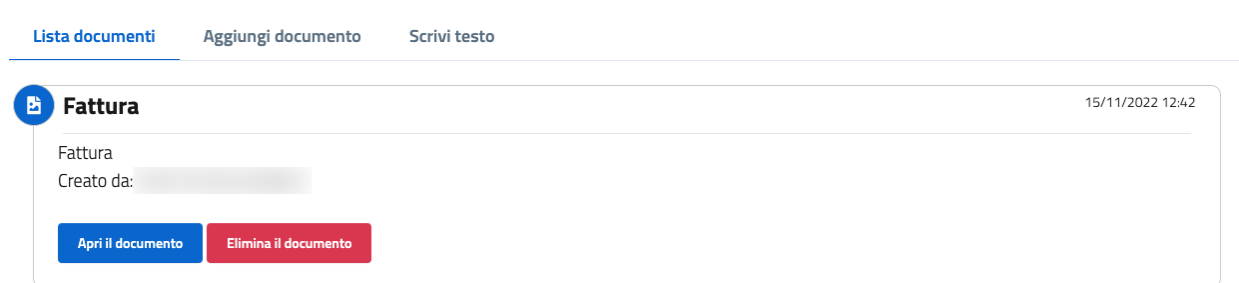 Lista documenti Aggiungi documento Scrivi testo
Fattura 15/11/2022 12:42
Fattura
Creato da:
Apri il documento Elimina il documento